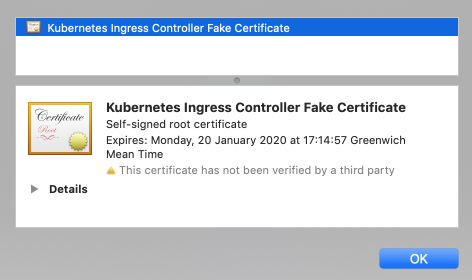 Kubernetes Ingress Controller Fake Certificate
Certificate
Root
Kubernetes Ingress Controller Fake Certificate
Self-signed root certificate
Expires: Monday, 20 January 2020 at 17:14:57 Greenwich
Mean Time
This certificate has not been verified by a third party
Details
OK